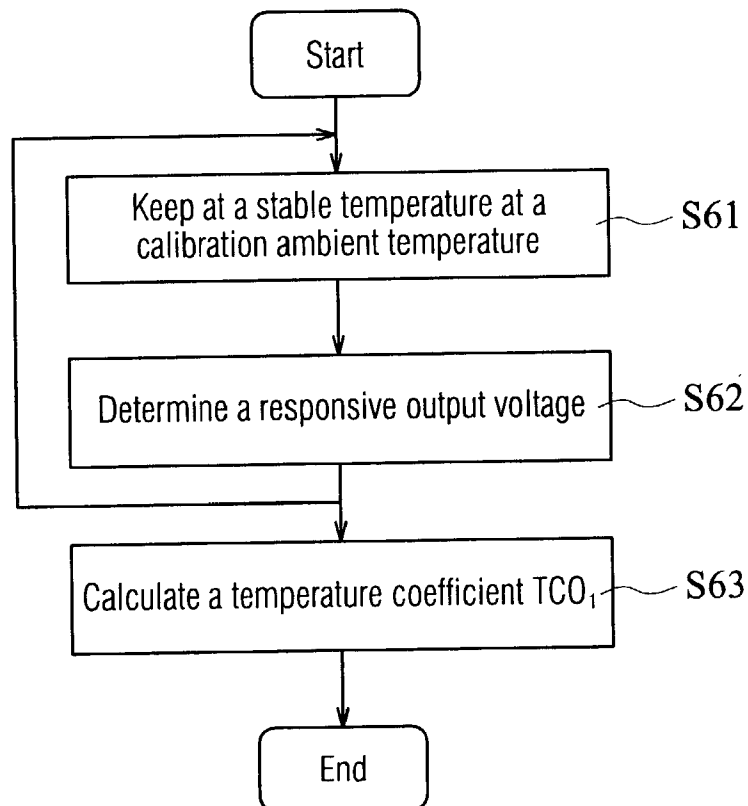 Start
Keep at a stable temperature at a
calibration ambient temperature
S61
Determine a responsive output voltage
S62
Calculate a temperature coefficient TCO₁
S63
End